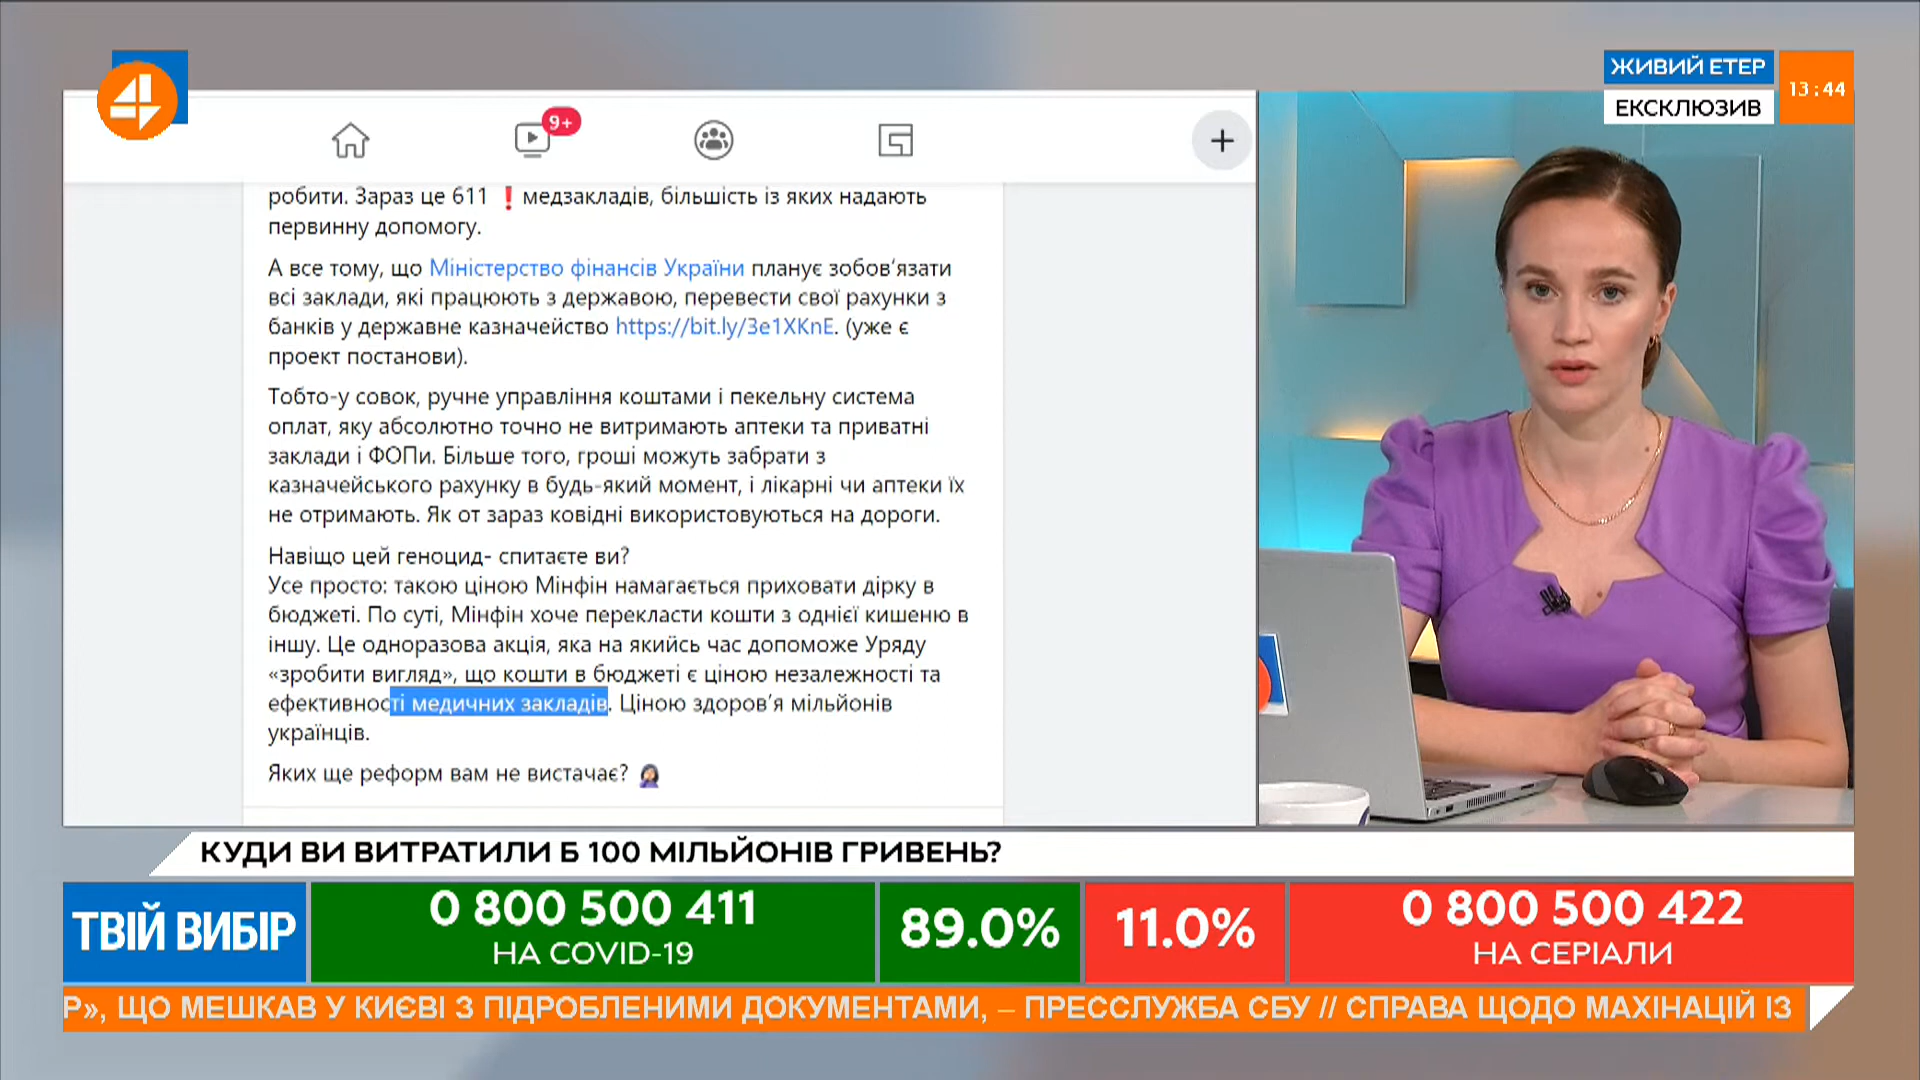 4
ЖИВИЙ ЕТЕР
ЕКСКЛЮЗИВ
13:44
9+
робити. Зараз це 611 ❗медзакладів, більшість із яких надають
первинну допомогу.
А все тому, що Міністерство фінансів України планує зобов’язати
всі заклади, які працюють з державою, перевести свої рахунки з
банків у державне казначейство https://bit.ly/3e1XKnE. (уже є
проект постанови).
Тобто-у совок, ручне управління коштами і пекельну система
оплат, яку абсолютно точно не витримають аптеки та приватні
заклади і ФОПи. Більше того, гроші можуть забрати з
казначейського рахунку в будь-який момент, і лікарні чи аптеки їх
не отримають. Як от зараз ковідні використовуються на дороги.
Навіщо цей геноцид- спитаєте ви?
Усе просто: такою ціною Мінфін намагається приховати дірку в
бюджеті. По суті, Мінфін хоче перекласти кошти з однієї кишеню в
іншу. Це одноразова акція, яка на якийсь час допоможе Уряду
«зробити вигляд», що кошти в бюджеті є ціною незалежності та
ефективності медичних закладів. Ціною здоров’я мільйонів
українців.
Яких ще реформ вам не вистачає? 🤦‍♀️
КУДИ ВИ ВИТРАТИЛИ Б 100 МІЛЬЙОНІВ ГРИВЕНЬ?
ТВІЙ ВИБІР
0 800 500 411
НА COVID-19
89.0%
11.0%
0 800 500 422
НА СЕРІАЛИ
Р», ЩО МЕШКАВ У КИЄВІ З ПІДРОБЛЕНИМИ ДОКУМЕНТАМИ, – ПРЕССЛУЖБА СБУ // СПРАВА ЩОДО МАХІНАЦІЙ ІЗ